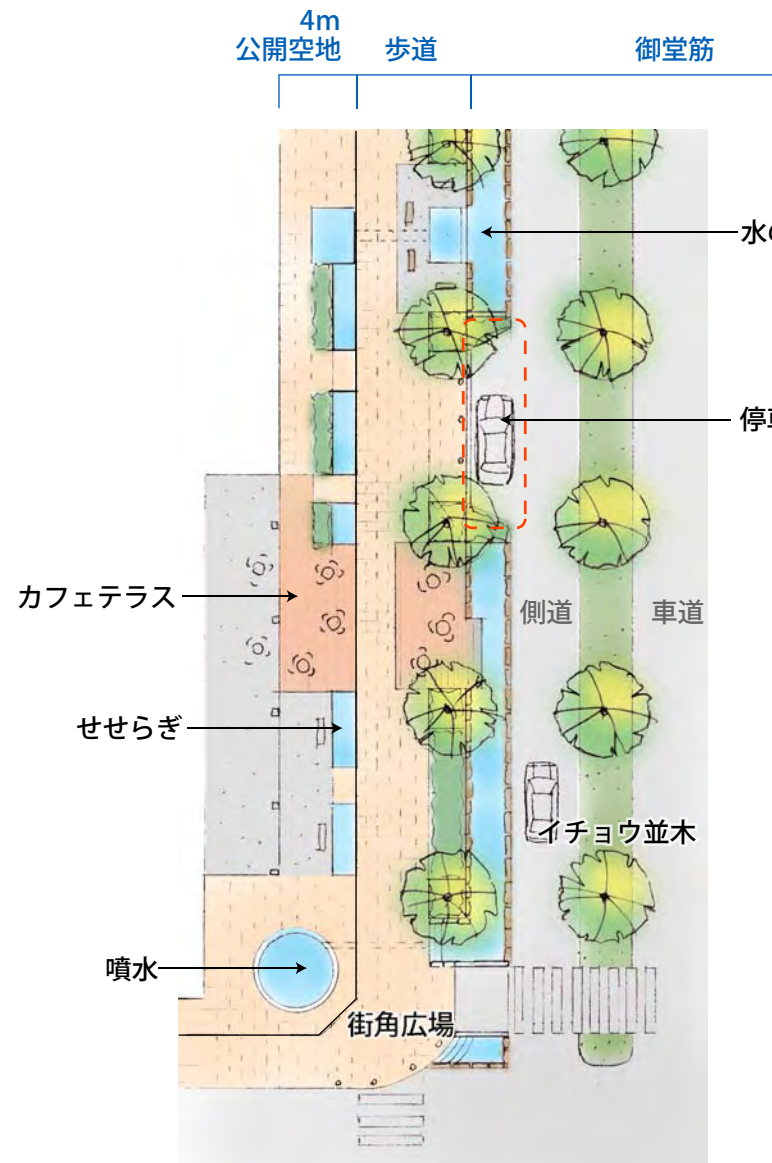 4m
公開空地
歩道
御堂筋
水の
停車
カフェテラス
側道
車道
せせらぎ
イチョウ並木
噴水
街角広場